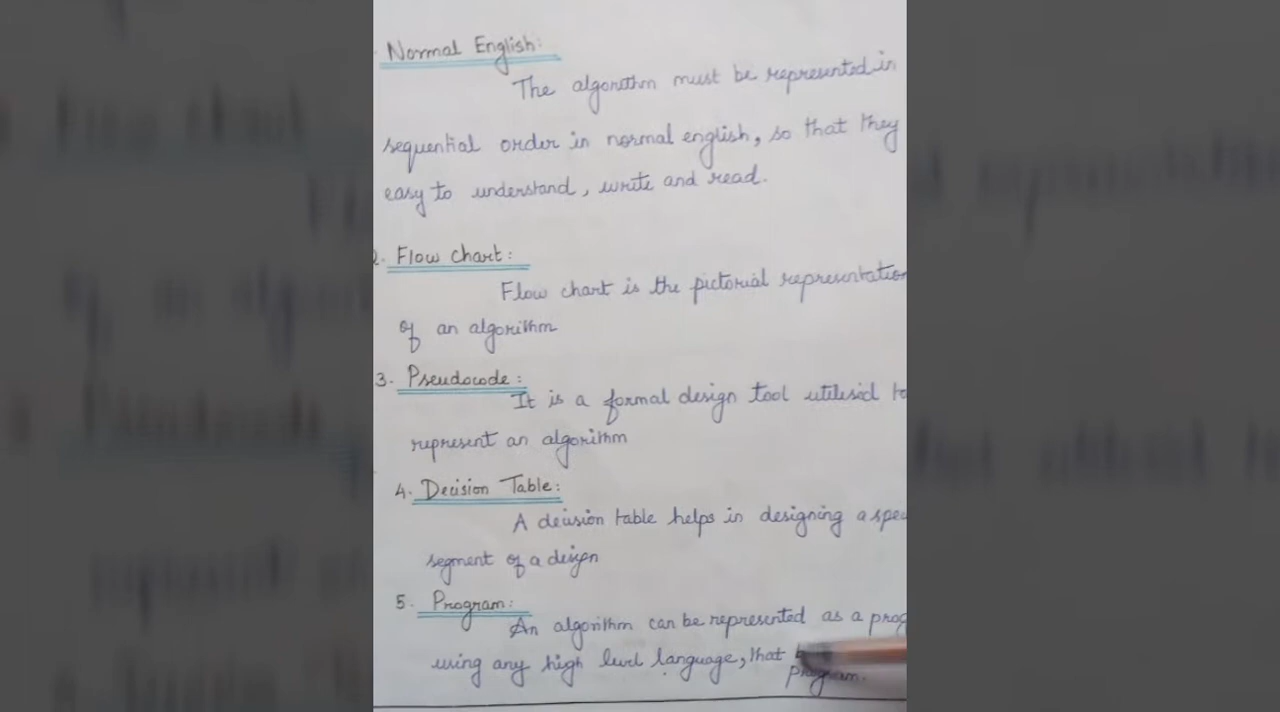 Normal English:
The algorithm must be represented in
sequential order in normal english, so that they
easy to understand, write and read.
2. Flow chart:
Flow chart is the pictorial representation
of an algorithm
3. Pseudocode:
It is a formal design tool utilesid to
represent an algorithm
4. Decision Table:
A decision table helps in designing a spec
segment of a design
5. Program:
An algorithm can be represented as a prog
using any high level language, that
program.